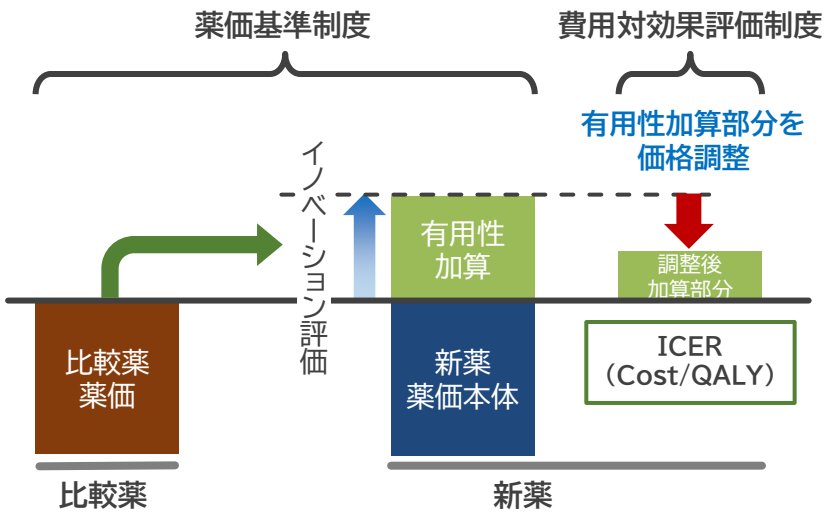 薬価基準制度
費用対効果評価制度
有用性加算部分を
価格調整
イノベーション評価
有用性
加算
調整後
加算部分
比較薬
薬価
新薬
薬価本体
ICER
（Cost/QALY）
比較薬
新薬